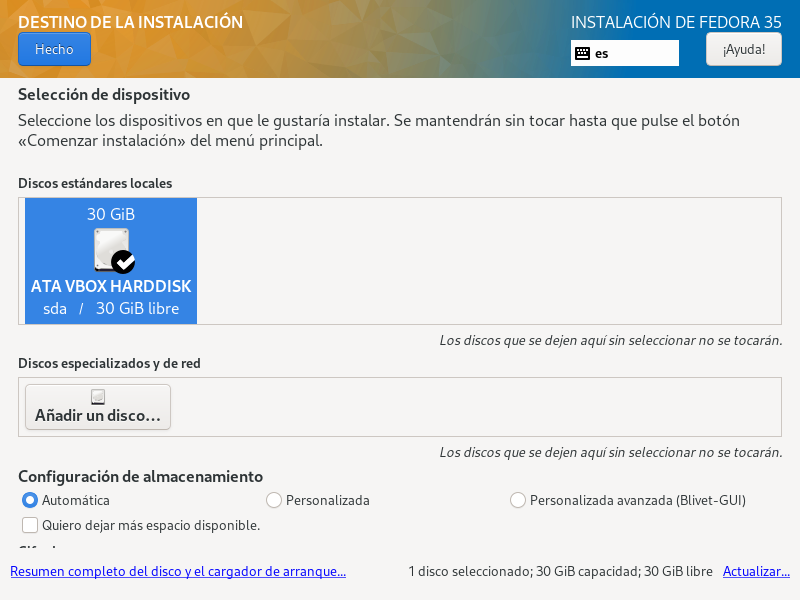 DESTINO DE LA INSTALACIÓN
INSTALACIÓN DE FEDORA 35
Hecho
es
¡Ayuda!
Selección de dispositivo
Seleccione los dispositivos en que le gustaría instalar. Se mantendrán sin tocar hasta que pulse el botón
«Comenzar instalación» del menú principal.
Discos estándares locales
30 GiB
ATA VBOX HARDDISK
sda / 30 GiB libre
Los discos que se dejen aquí sin seleccionar no se tocarán.
Discos especializados y de red
Añadir un disco...
Los discos que se dejen aquí sin seleccionar no se tocarán.
Configuración de almacenamiento
Automática
Personalizada
Personalizada avanzada (Blivet-GUI)
Quiero dejar más espacio disponible.
Resumen completo del disco y el cargador de arranque...
1 disco seleccionado; 30 GiB capacidad; 30 GiB libre
Actualizar...